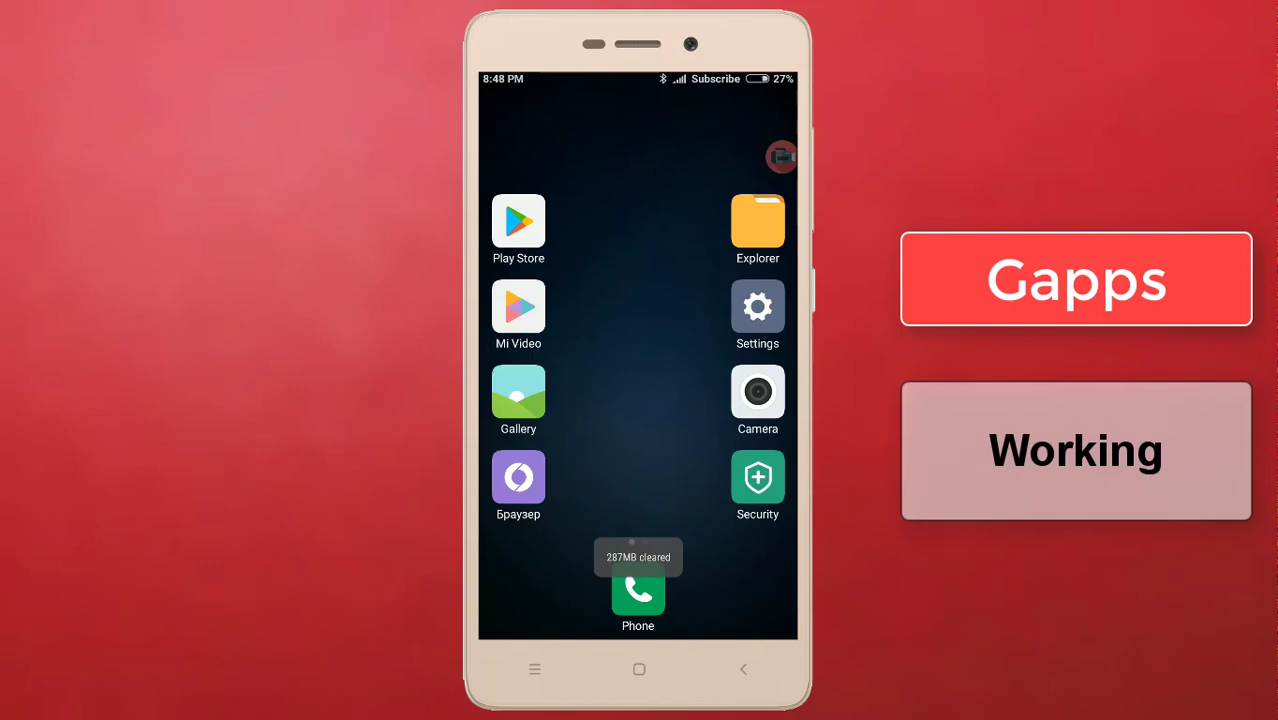 8:48 PM
Subscribe 27%
Play Store
Explorer
Mi Video
Settings
Gallery
Camera
Браузер
Security
287MB cleared
Phone
Gapps
Working